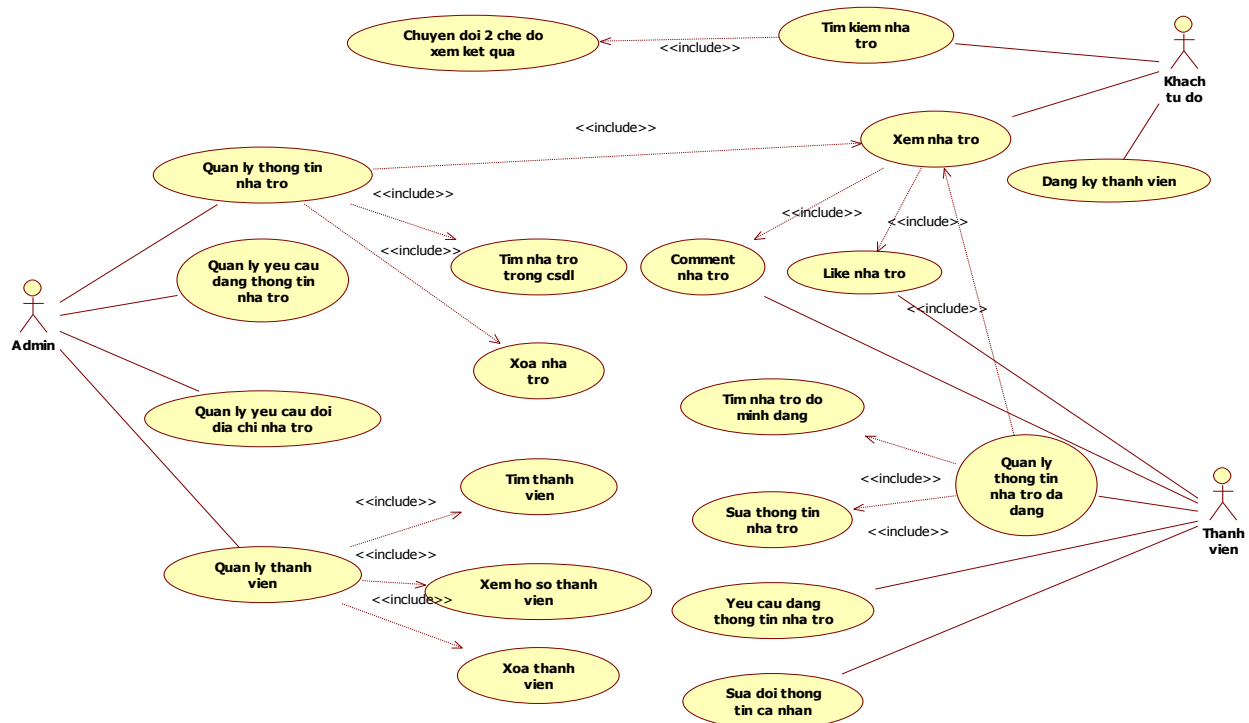 Chuyen doi 2 che do
xem ket qua
<<include>>
Tim kiem nha
tro
Khach
tu do
<<include>>
Xem nha tro
Quan ly thong tin
nha tro
Dang ky thanh vien
<<include>>
<<include>>
<<include>>
<<include>>
Quan ly yeu cau
dang thong tin
nha tro
Tim nha tro
trong csdl
Comment
nha tro
Like nha tro
<<include>>
Admin
Xoa nha
tro
Quan ly yeu cau doi
dia chi nha tro
Tim nha tro do
minh dang
Tim thanh
vien
<<include>>
<<include>>
Quan ly
thong tin
nha tro da
dang
Sua thong tin
nha tro
<<include>>
Thanh
vien
Quan ly thanh
vien
<<include>>
Xem ho so thanh
vien
<<include>>
Yeu cau dang
thong tin nha tro
Xoa thanh
vien
Sua doi thong
tin ca nhan